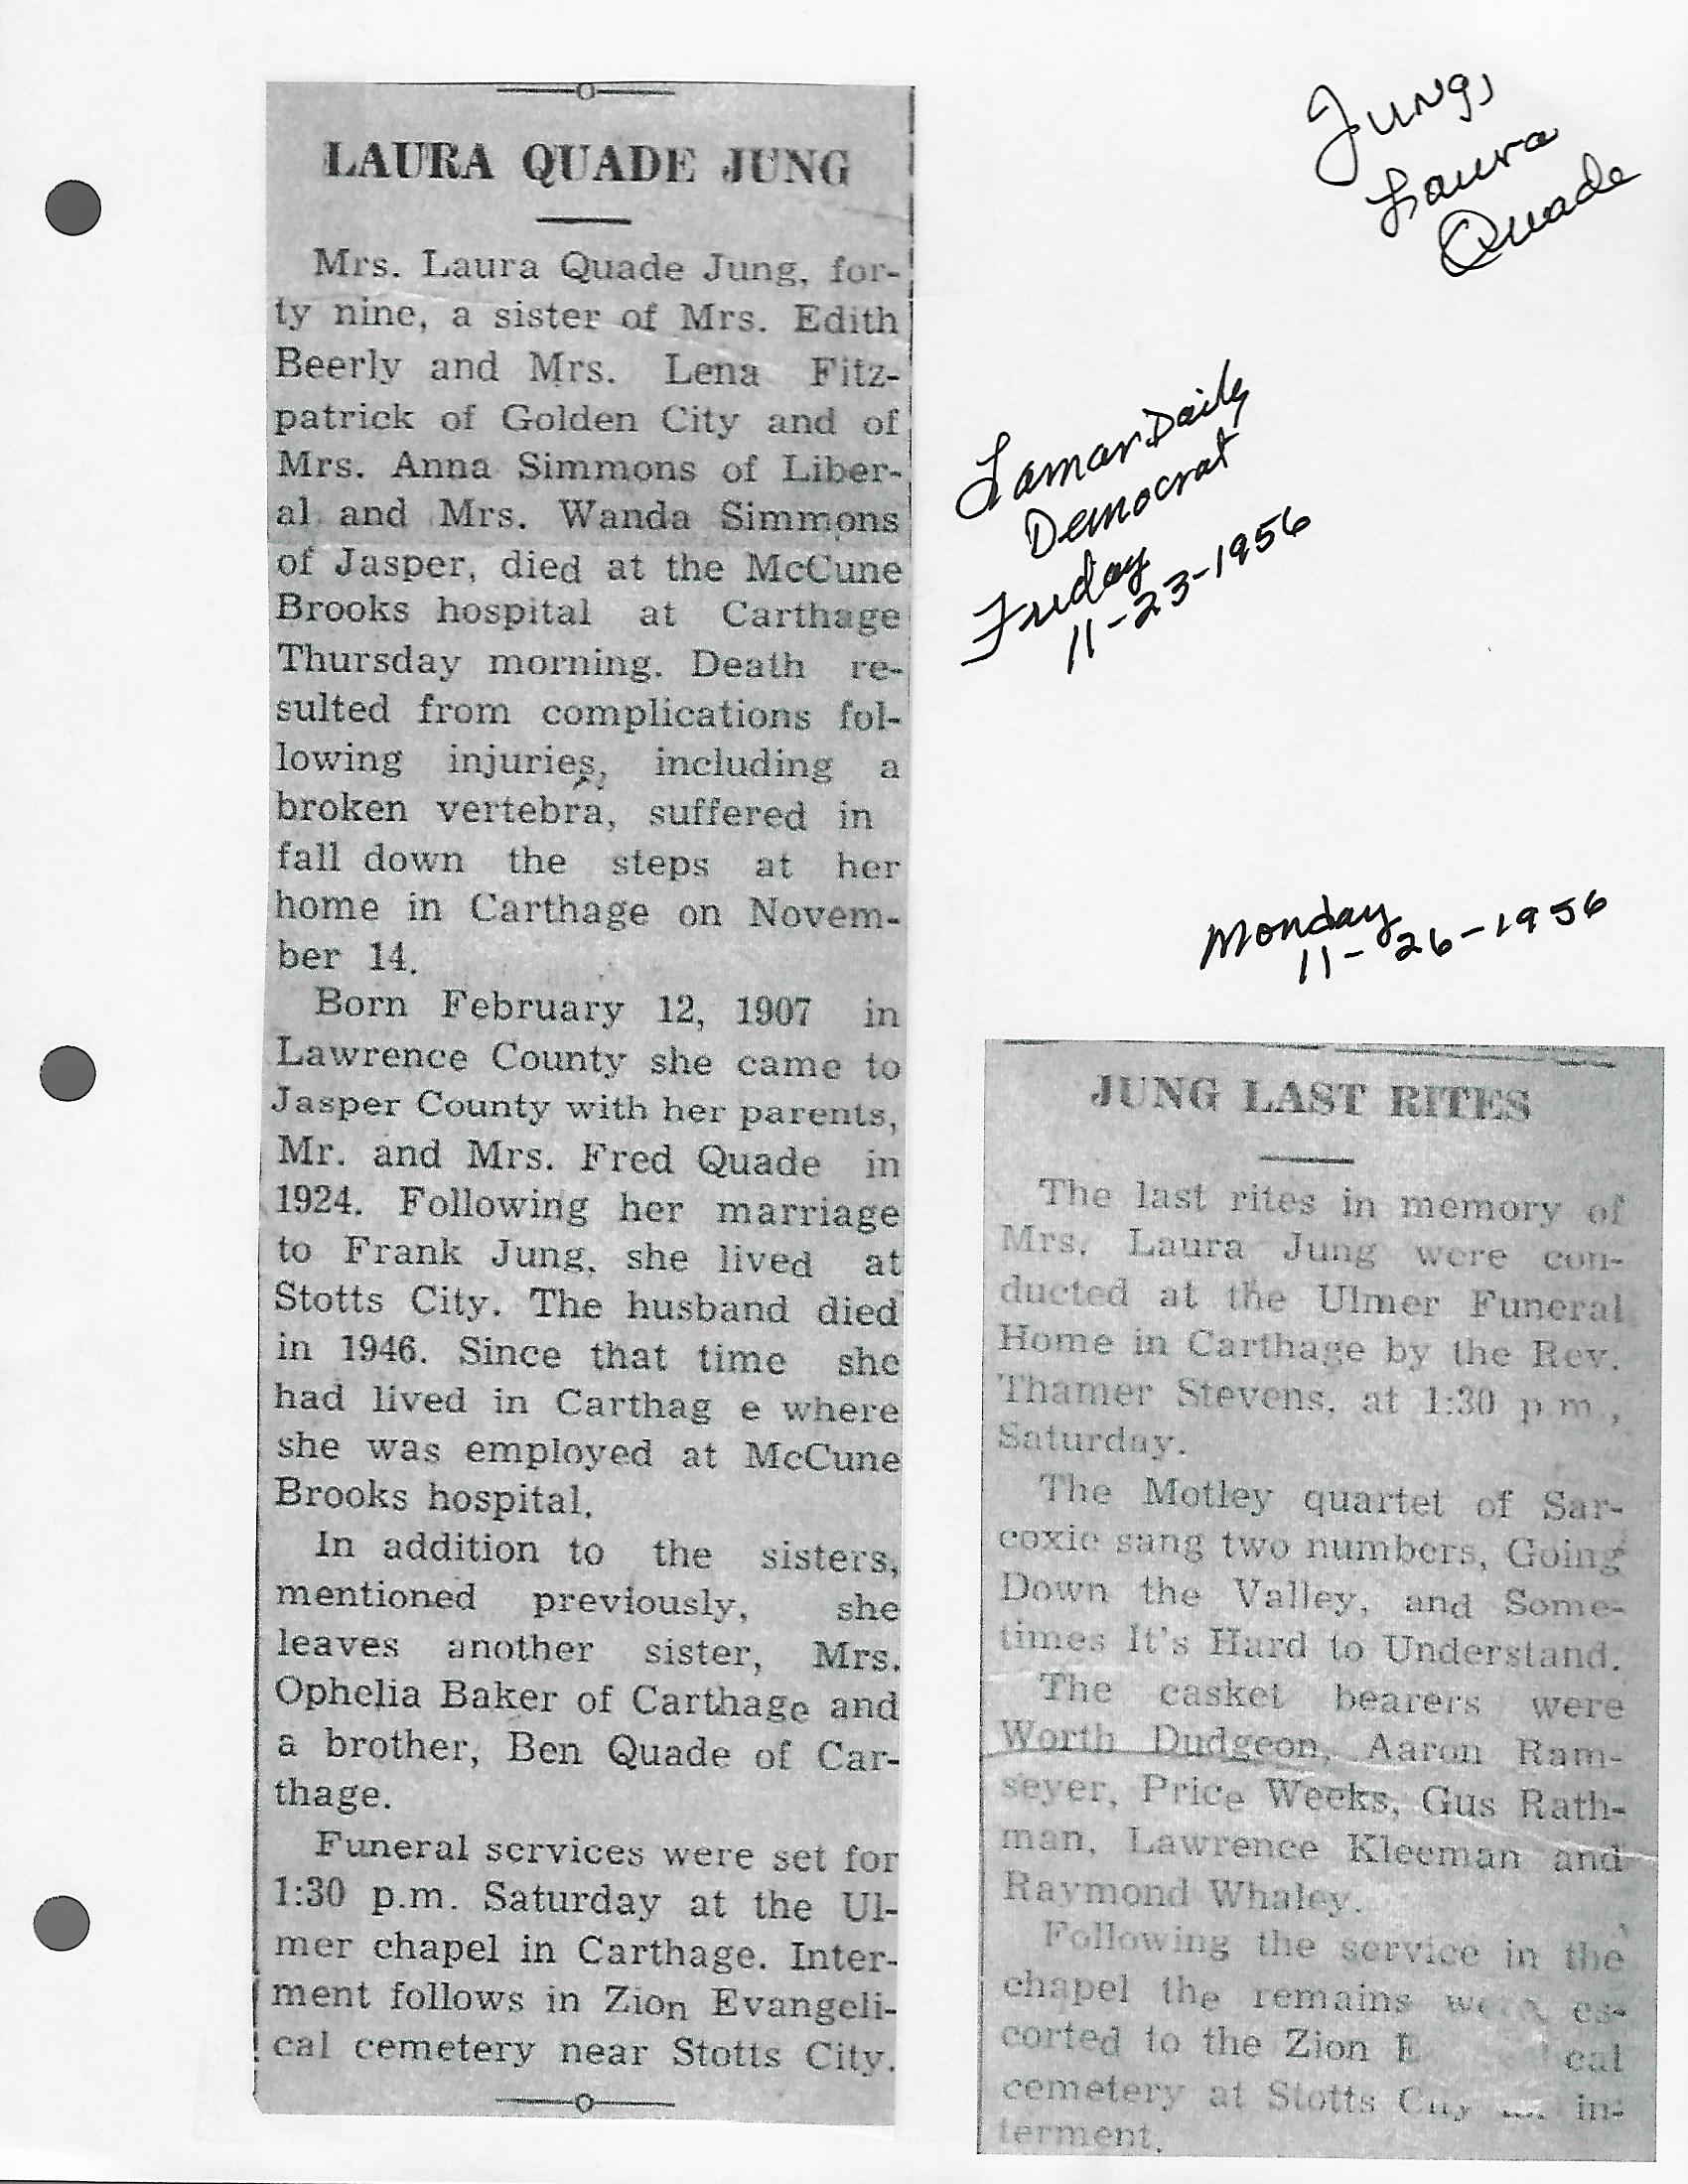 Jung,
Laura
Quade
LAURA QUADE JUNG
Mrs. Laura Quade Jung, for-
ty nine, a sister of Mrs. Edith
Beerly and Mrs. Lena Fitz-
patrick of Golden City and of
Mrs. Anna Simmons of Liber-
al and Mrs. Wanda Simmons
of Jasper, died at the McCune
Brooks hospital at Carthage
Thursday morning. Death re-
sulted from complications fol-
lowing injuries, including a
broken vertebra, suffered in
fall down the steps at her
home in Carthage on Novem-
ber 14.
Born February 12, 1907 in
Lawrence County she came to
Jasper County with her parents,
Mr. and Mrs. Fred Quade in
1924. Following her marriage
to Frank Jung, she lived at
Stotts City. The husband died
in 1946. Since that time she
had lived in Carthag e where
she was employed at McCune
Brooks hospital.
In addition to the sisters,
mentioned previously, she
leaves another sister, Mrs.
Ophelia Baker of Carthage and
a brother, Ben Quade of Car-
thage.
Funeral services were set for
1:30 p.m. Saturday at the Ul-
mer chapel in Carthage. Inter-
ment follows in Zion Evangeli-
cal cemetery near Stotts City.
Lamar Daily
Democrat
Friday
11-23-1956
Monday
11-26-1956
JUNG LAST RITES
The last rites in memory of
Mrs. Laura Jung were con-
ducted at the Ulmer Funeral
Home in Carthage by the Rev.
Thamer Stevens, at 1:30 p.m.,
Saturday.
The Motley quartet of Sar-
coxie sang two numbers, Going
Down the Valley, and Some-
times It's Hard to Understand.
The casket bearers were
Worth Dudgeon, Aaron Ram-
seyer, Price Weeks, Gus Rath-
man, Lawrence Kleeman and
Raymond Whaley.
Following the service in the
chapel the remains were es-
corted to the Zion E cal
cemetery at Stotts City in-
terment.